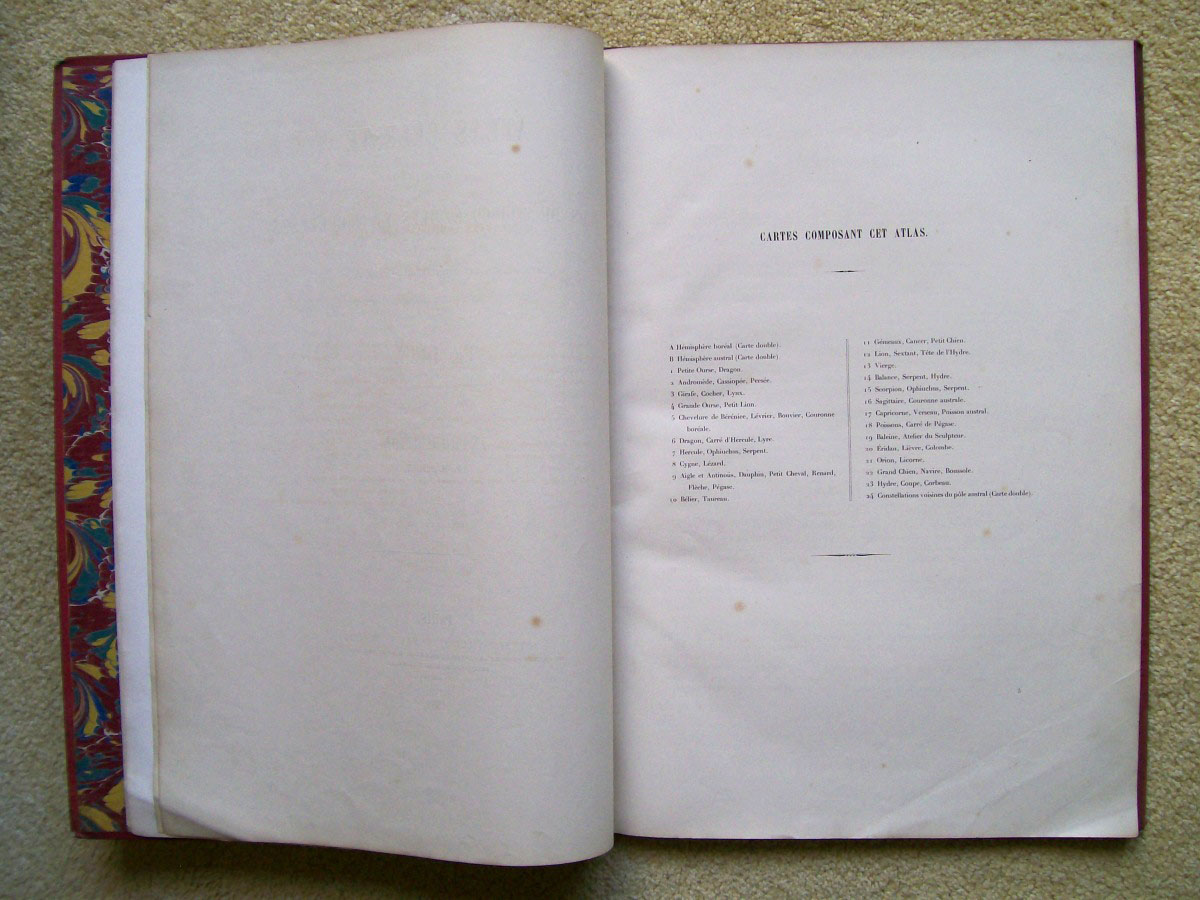 CARTES COMPOSANT CET ATLAS.
A Hémisphère boréal (Carte double).
B Hémisphère austral (Carte double)
1 Petite Ourse, Dragon.
2 Andromède, Cassiopée, Persée.
3 Girafe, Cocher, Lynx.
4 Grande Ourse, Petit Lion.
5 Chevelure de Bérénice, Lévrier, Bouvier, Couronne
boréale.
6 Dragon, Carré d'Hercule, Lyre.
7 Hercule, Ophiuchus, Serpent.
8 Cygne, Lézard.
9 Aigle et Antinoüs, Dauphin, Petit Cheval, Renard,
Flèche, Pégase.
10 Bélier, Taureau.
11 Gémeaux, Cancer, Petit Chien.
12 Lion, Sextant, Tête de l'Hydre.
13 Vierge.
14 Balance, Serpent, Hydre.
15 Scorpion, Ophiuchus, Serpent.
16 Sagittaire, Couronne australe.
17 Capricorne, Verseau, Poisson austral.
18 Poissons, Carré de Pégase.
19 Baleine, Atelier du Sculpteur.
20 Éridan, Lièvre, Colombe.
21 Orion, Licorne.
22 Grand Chien, Navire, Boussole.
23 Hydre, Coupe, Corbeau.
24 Constellations voisines du pôle austral (Carte double).